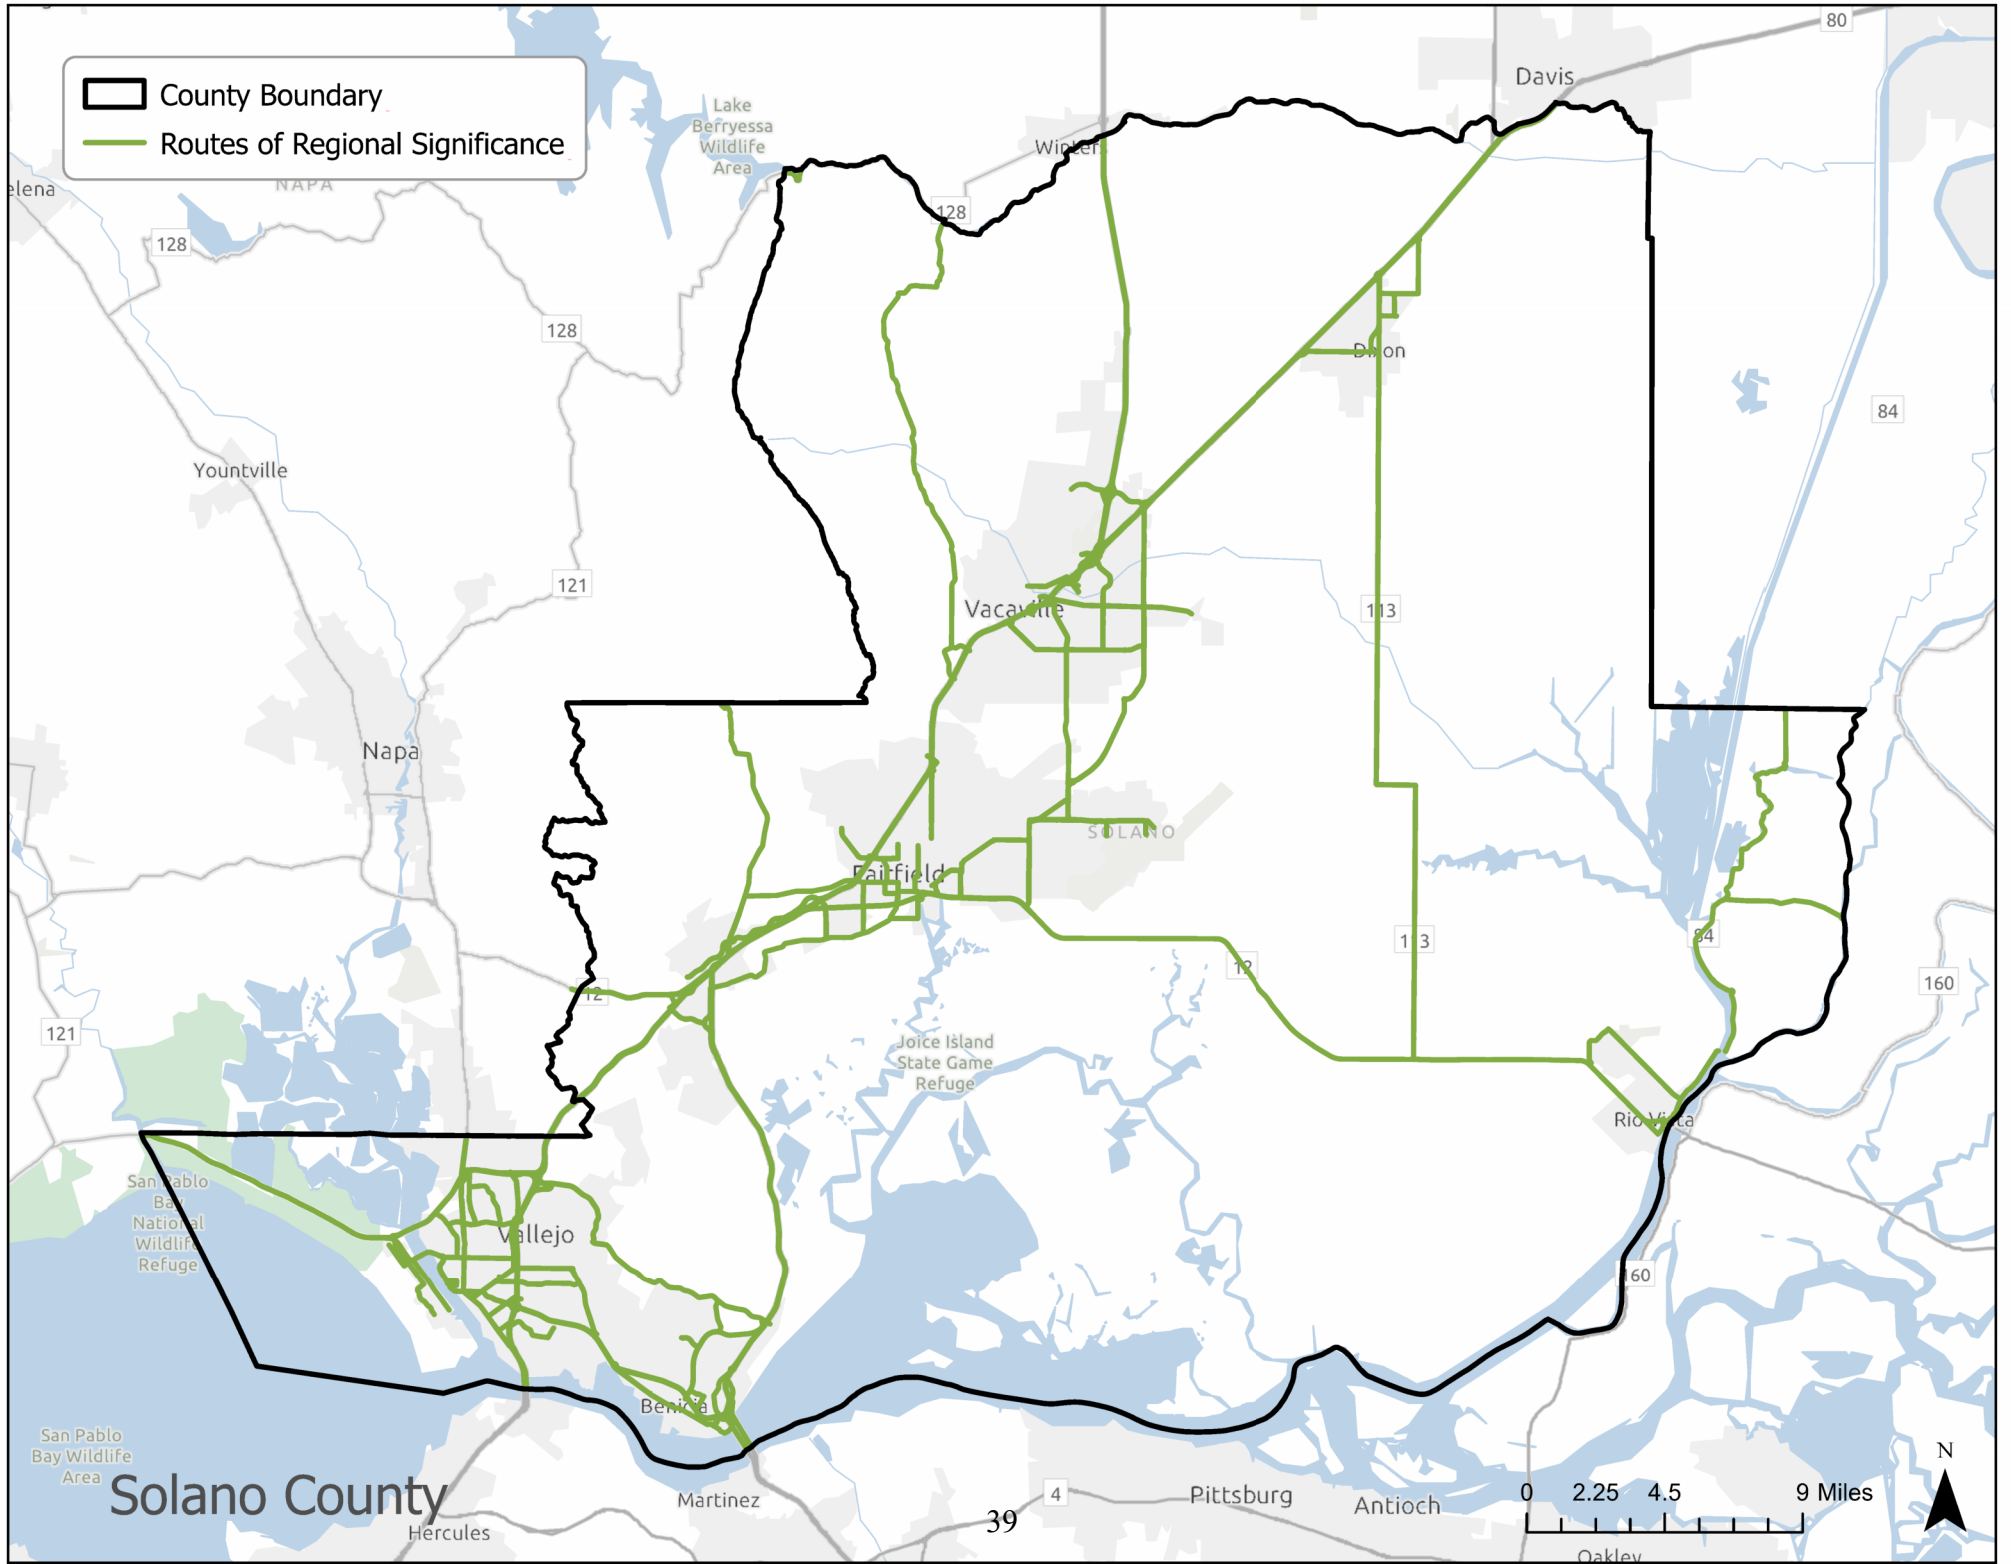 80
Davis
County Boundary
Routes of Regional Significance
Lake
Berryessa
Wildlife
Area
Winters
NAPA
elena
128
128
128
Dixon
84
Yountville
121
113
Vacaville
Napa
SOLANO
Fairfield
84
113
12
12
160
121
Joice Island
State Game
Refuge
Rio Vista
San Pablo
Bay
National
Wildlife
Refuge
Vallejo
160
Benicia
San Pablo
Bay Wildlife
Area
Solano County
Martinez
4
Pittsburg
Antioch
39
Hercules
N
0 2.25 4.5 9 Miles
Oakley